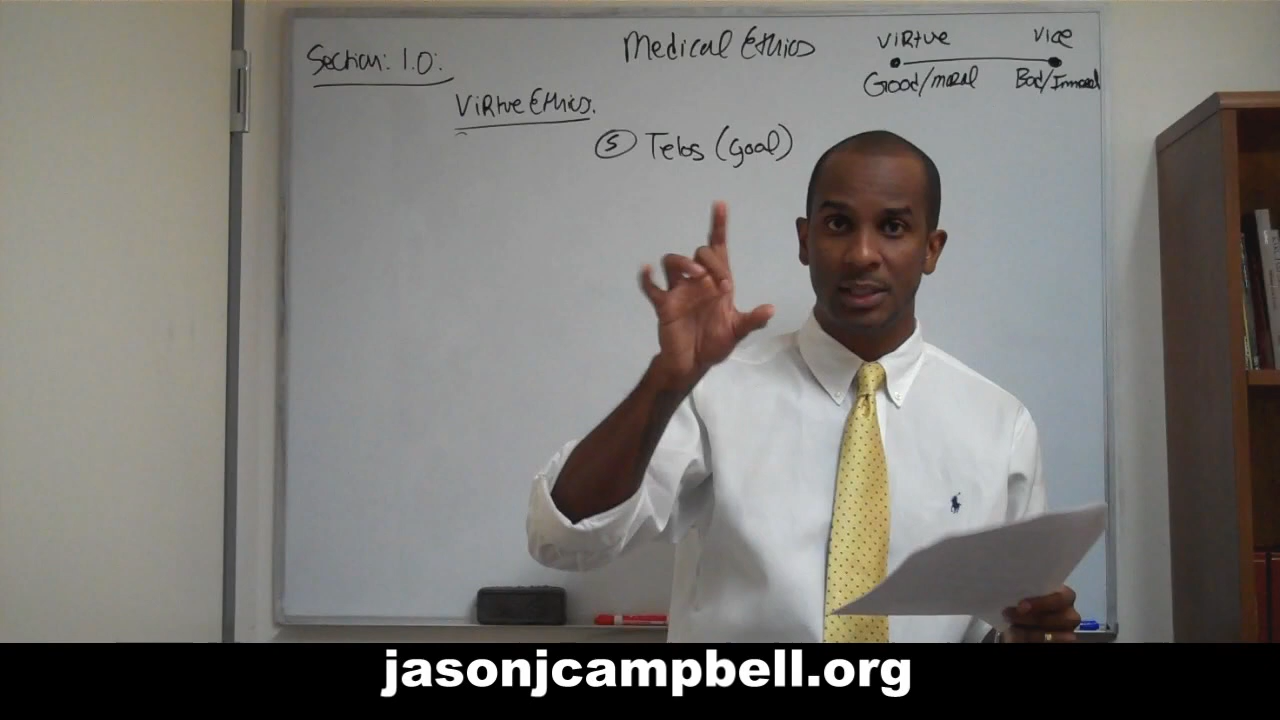 Section: 1.0:
Medical Ethics
Virtue Vice
Good/moral Bad/Immoral
Virtue Ethics.
5 Telos (goal)
jasonjcampbell.org